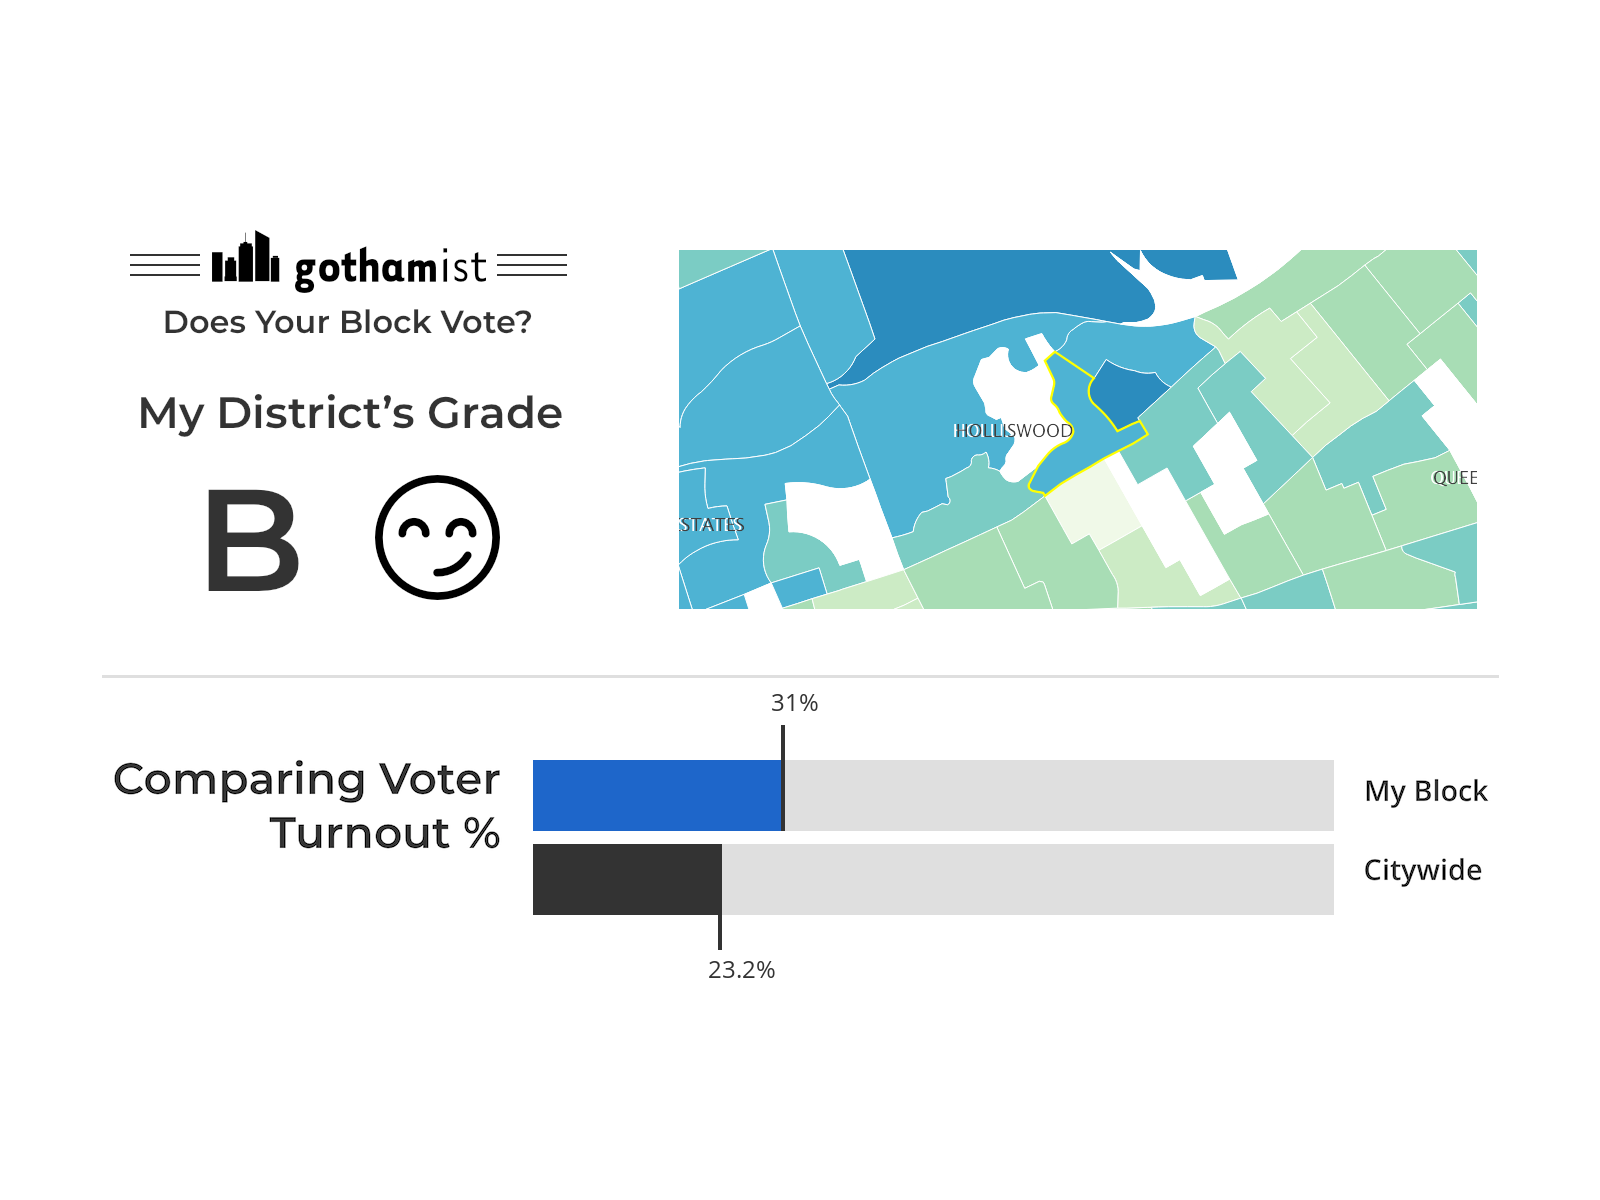 gothamist
Does Your Block Vote?
My District's Grade
B
HOLLISWOOD
QUEE
STATES
31%
Comparing Voter
Turnout %
My Block
Citywide
23.2%